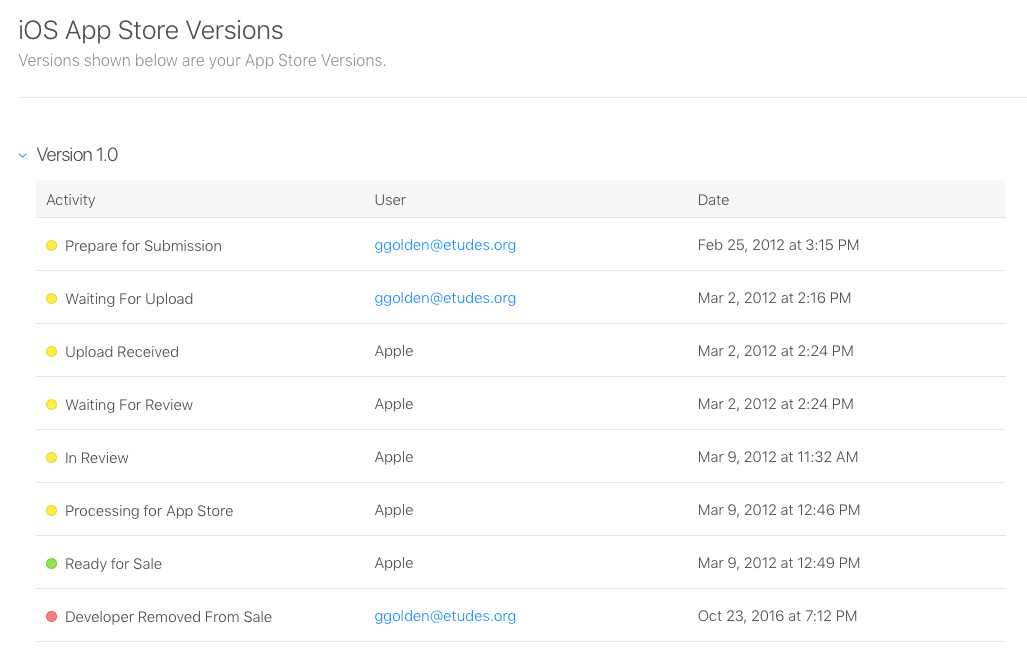 iOS App Store Versions
Versions shown below are your App Store Versions.
Version 1.0
Activity User Date
Prepare for Submission ggolden@etudes.org Feb 25, 2012 at 3:15 PM
Waiting For Upload ggolden@etudes.org Mar 2, 2012 at 2:16 PM
Upload Received Apple Mar 2, 2012 at 2:24 PM
Waiting For Review Apple Mar 2, 2012 at 2:24 PM
In Review Apple Mar 9, 2012 at 11:32 AM
Processing for App Store Apple Mar 9, 2012 at 12:46 PM
Ready for Sale Apple Mar 9, 2012 at 12:49 PM
Developer Removed From Sale ggolden@etudes.org Oct 23, 2016 at 7:12 PM